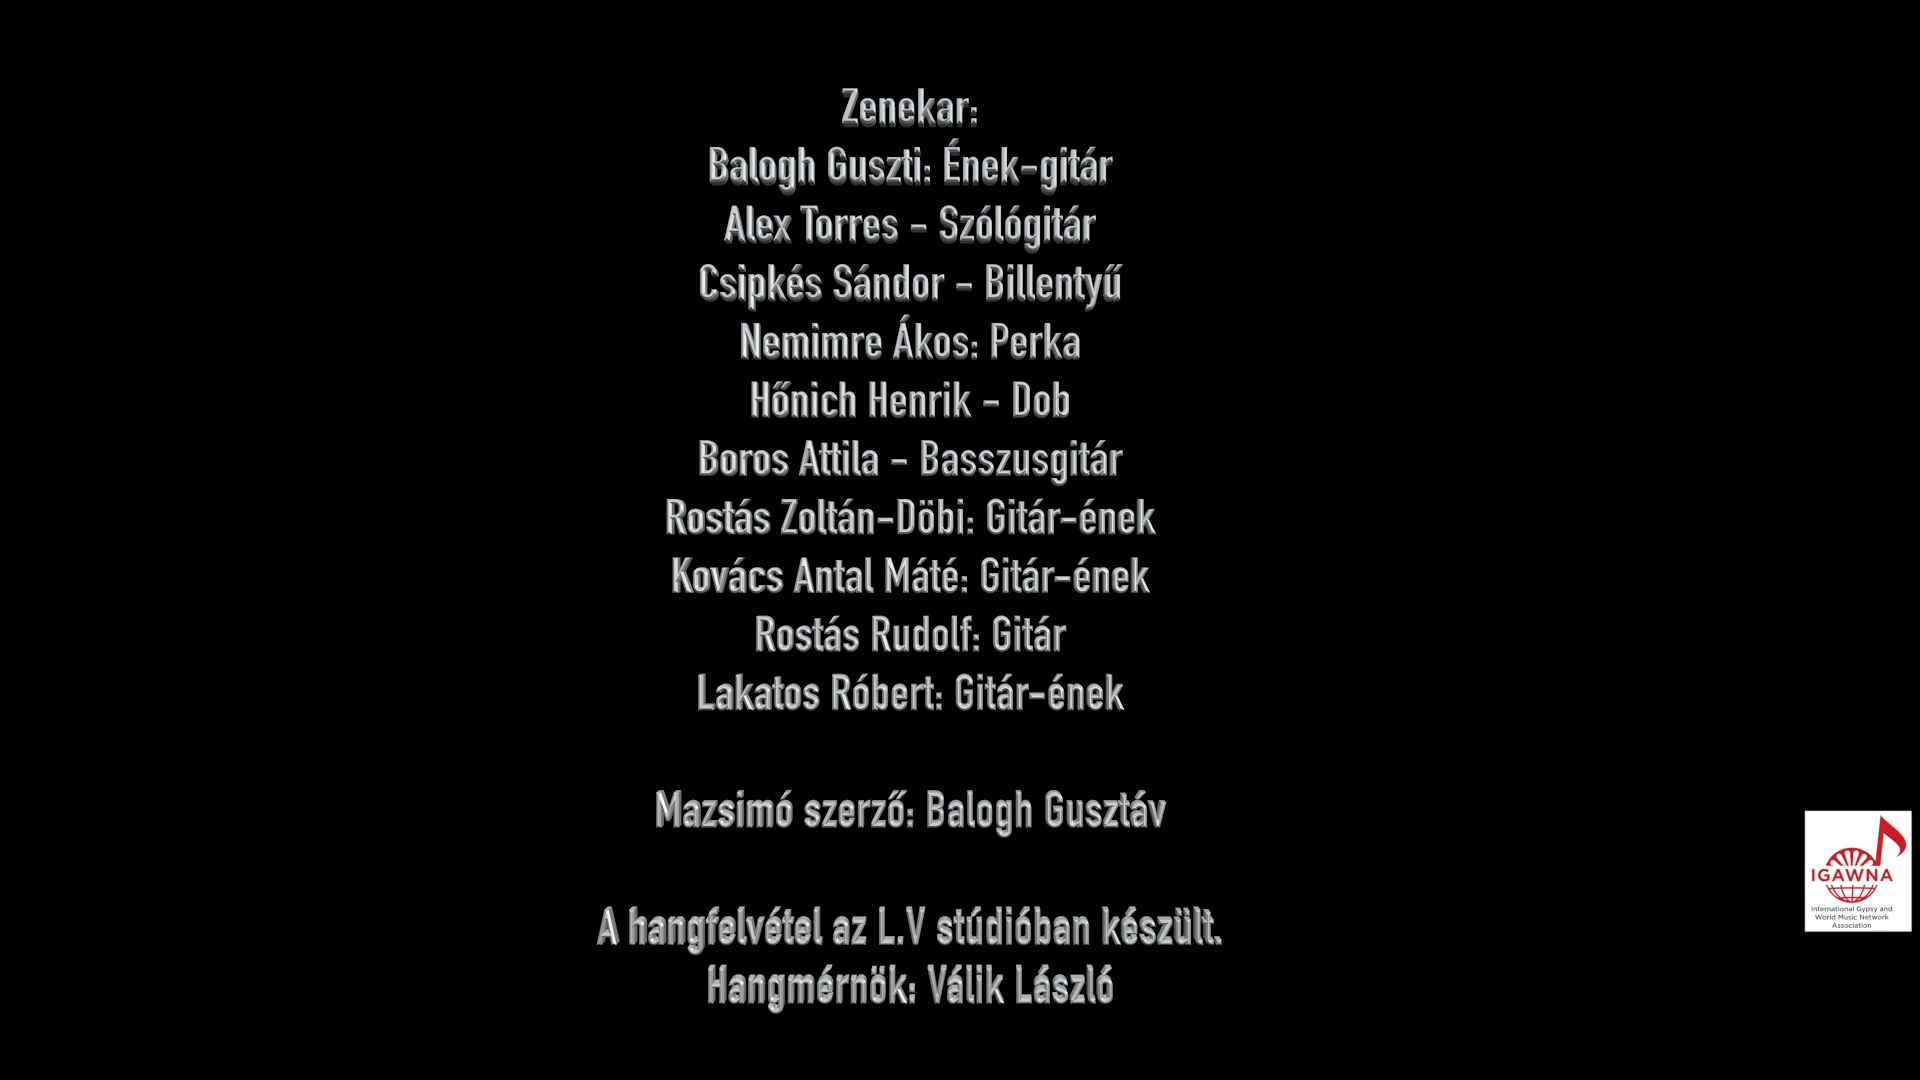 Zenekar:
Balogh Guszti: Ének-gitár
Alex Torres - Szólógitár
Csipkés Sándor - Billentyű
Nemimre Ákos: Perka
Hőnich Henrik - Dob
Boros Attila - Basszusgitár
Rostás Zoltán-Döbi: Gitár-ének
Kovács Antal Máté: Gitár-ének
Rostás Rudolf: Gitár
Lakatos Róbert: Gitár-ének
Mazsimó szerző: Balogh Gusztáv
A hangfelvétel az L.V stúdióban készült.
Hangmérnök: Válik László
IGAWNA
International Gypsy and
World Music Network
Association